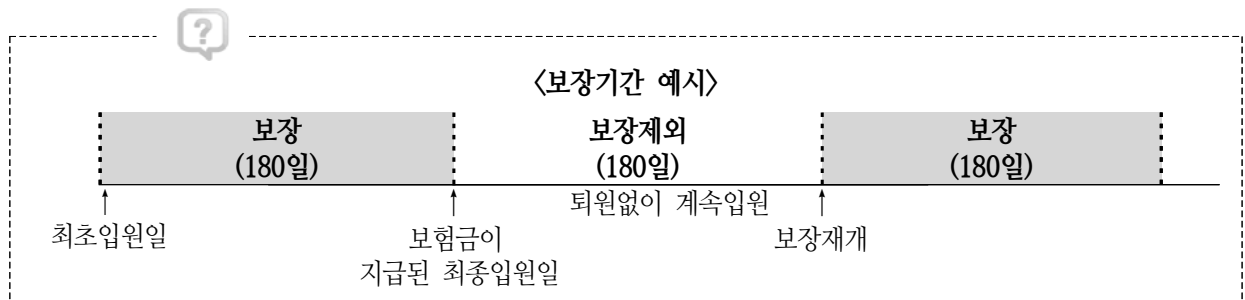 ?
〈보장기간 예시〉
보장 보장제외 보장
(180일) (180일) (180일)
퇴원없이 계속입원
최초입원일 보험금이 보장재개
지급된 최종입원일